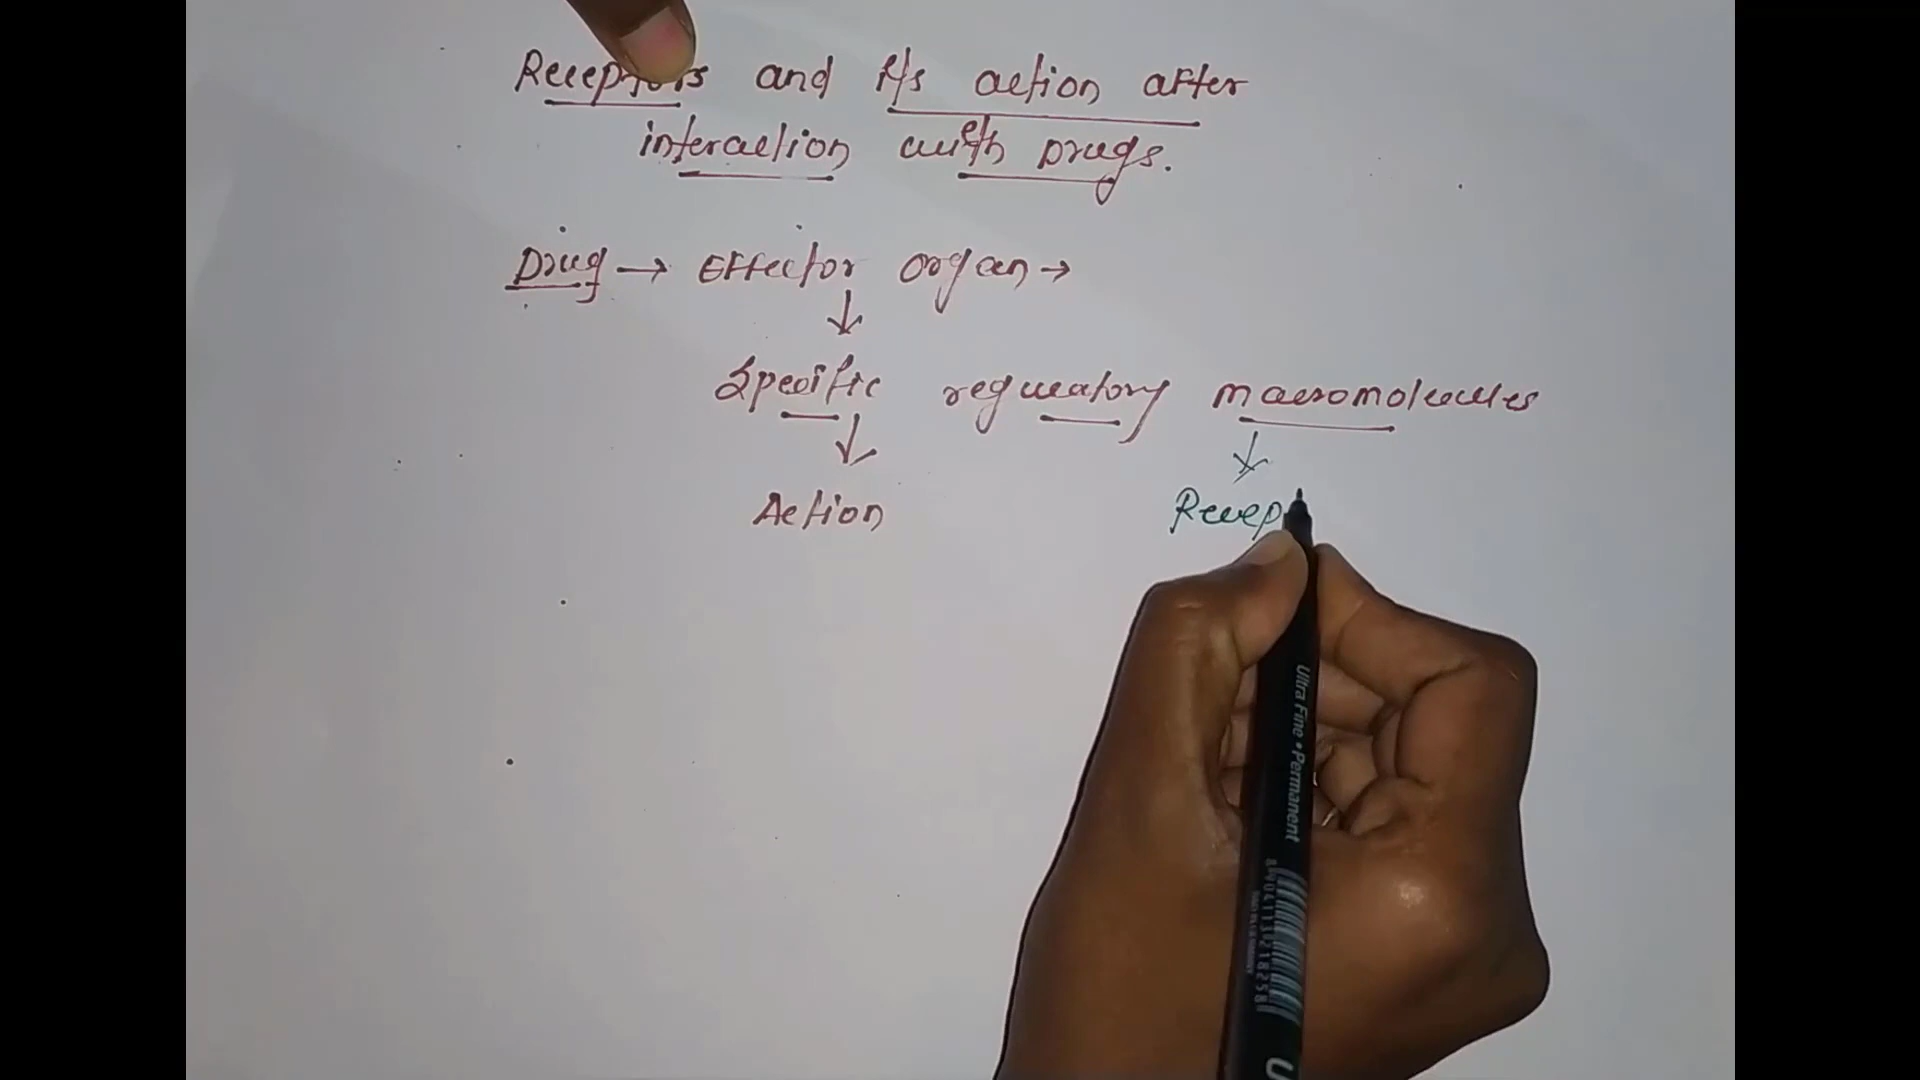 Receptors and its action after
interaction with Drugs.
Drug → Effector organ →
↓
Specific regulatory macromolecules
↓ ↓
Action Recep
Ultra Fine • Permanent
U